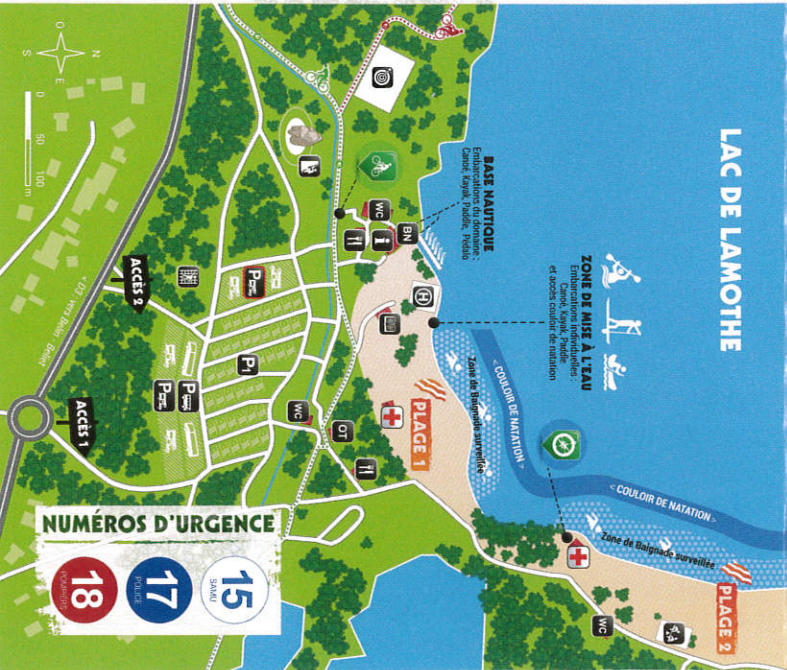 LAC DE LAMOTHE
ZONE DE MISE À L'EAU
Embarcations individuelles :
Canoë, Kayak, Paddle
et accès couloir de natation
BASE NAUTIQUE
Embarcations du domaine :
Canoë, Kayak, Paddle, Pédalo
< COULOIR DE NATATION >
< COULOIR DE NATATION >
Zone de Baignade surveillée
Zone de Baignade surveillée
PLAGE 1
PLAGE 2
BN
WC
i
H
OT
WC
WC
P
P1
P
P
ACCÈS 2
ACCÈS 1
N
O
E
S
0 50 100 m
NUMÉROS D'URGENCE
15
SAMU
17
POLICE
18
POMPIERS